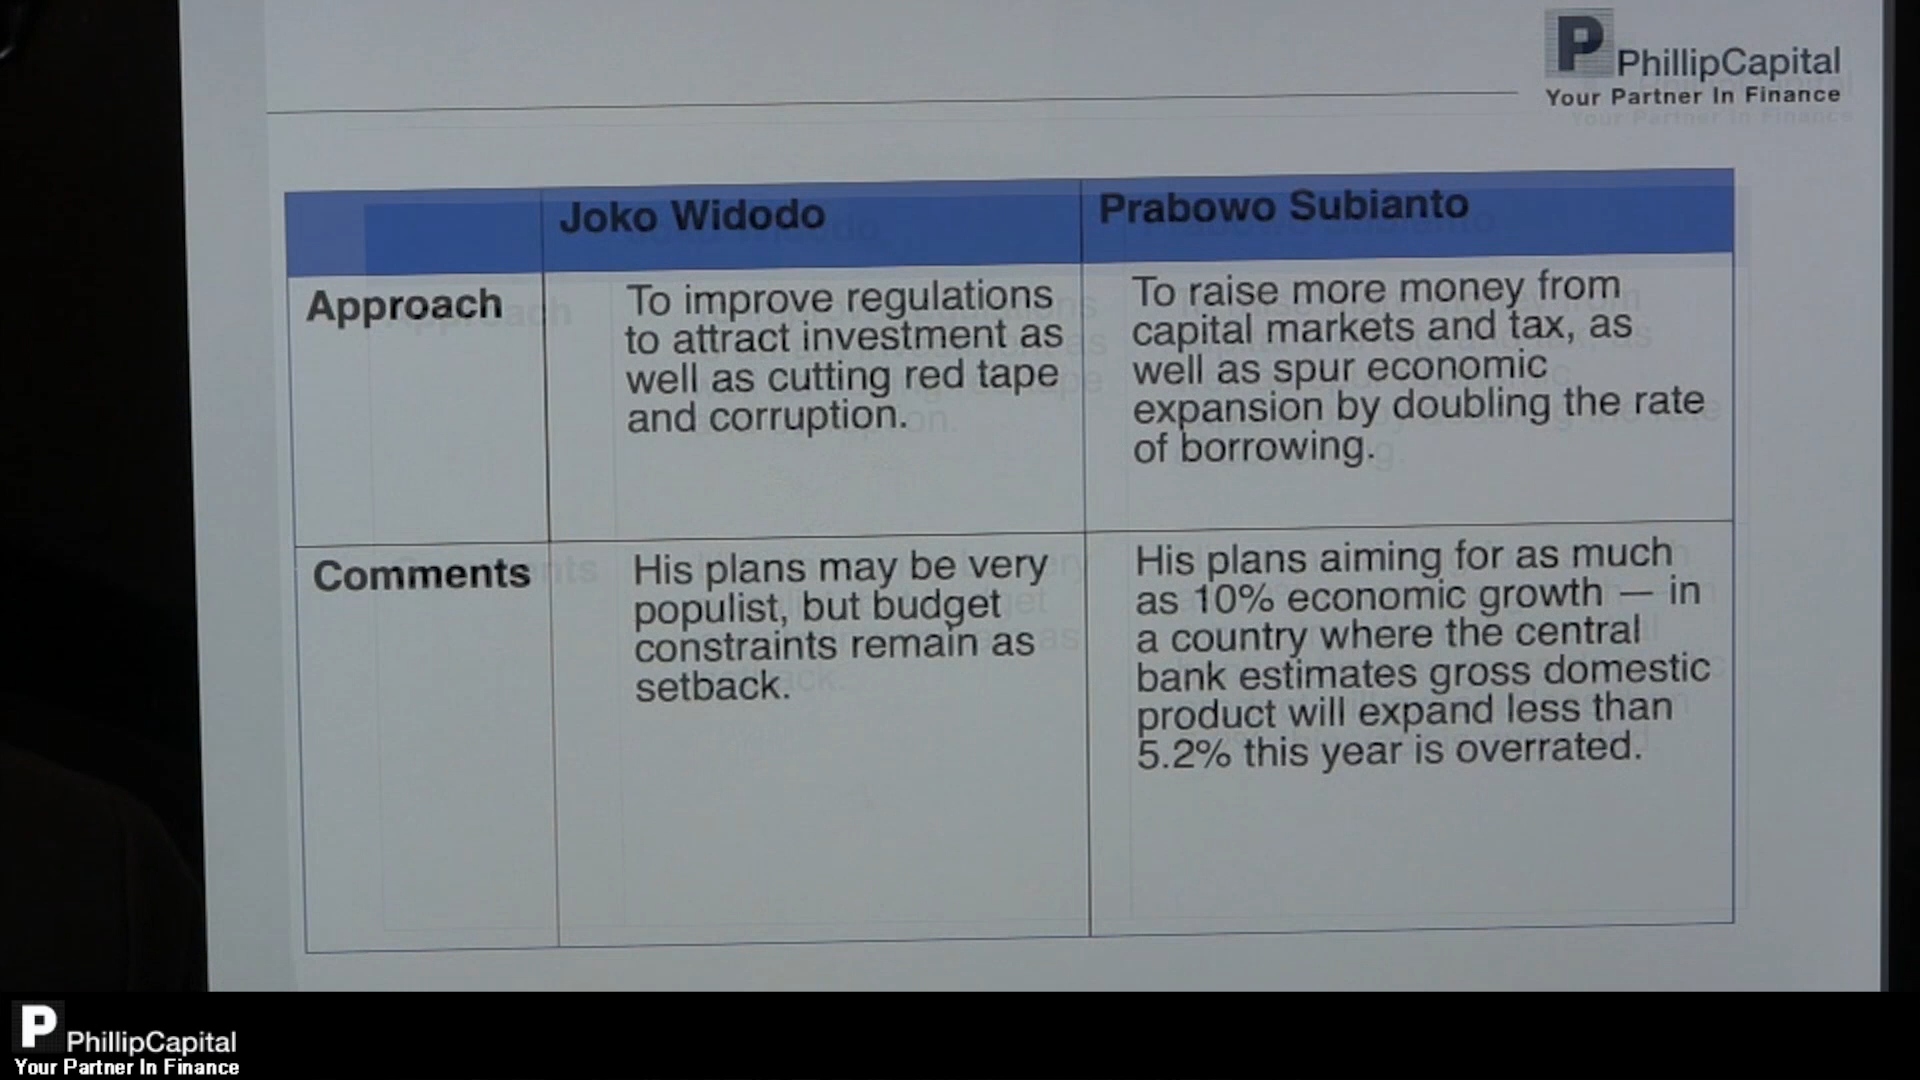 P PhillipCapital
Your Partner In Finance
Joko Widodo
Prabowo Subianto
Approach
To improve regulations
to attract investment as
well as cutting red tape
and corruption.
To raise more money from
capital markets and tax, as
well as spur economic
expansion by doubling the rate
of borrowing.
Comments
His plans may be very
populist, but budget
constraints remain as
setback.
His plans aiming for as much
as 10% economic growth — in
a country where the central
bank estimates gross domestic
product will expand less than
5.2% this year is overrated.
P PhillipCapital
Your Partner In Finance